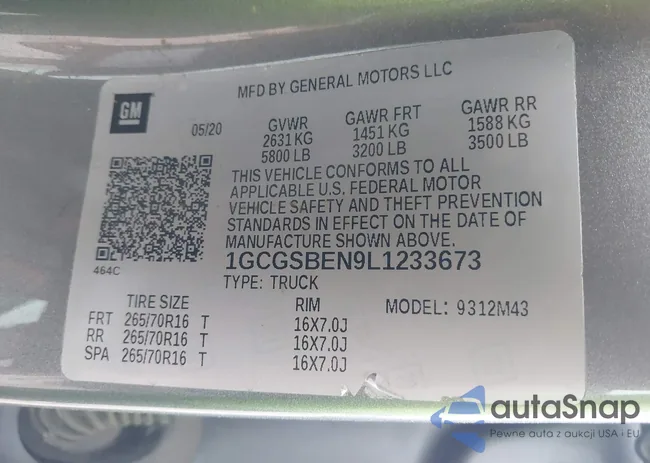 GM
MFD BY GENERAL MOTORS LLC
05/20
GVWR GAWR FRT GAWR RR
2631 KG 1451 KG 1588 KG
5800 LB 3200 LB 3500 LB
THIS VEHICLE CONFORMS TO ALL
APPLICABLE U.S. FEDERAL MOTOR
VEHICLE SAFETY AND THEFT PREVENTION
STANDARDS IN EFFECT ON THE DATE OF
MANUFACTURE SHOWN ABOVE.
464C
1GCGSBEN9L1233673
TYPE: TRUCK
TIRE SIZE RIM MODEL: 9312M43
FRT 265/70R16 T 16X7.0J
RR 265/70R16 T 16X7.0J
SPA 265/70R16 T 16X7.0J
autaSnap
Pewne auta z aukcji USA i EU